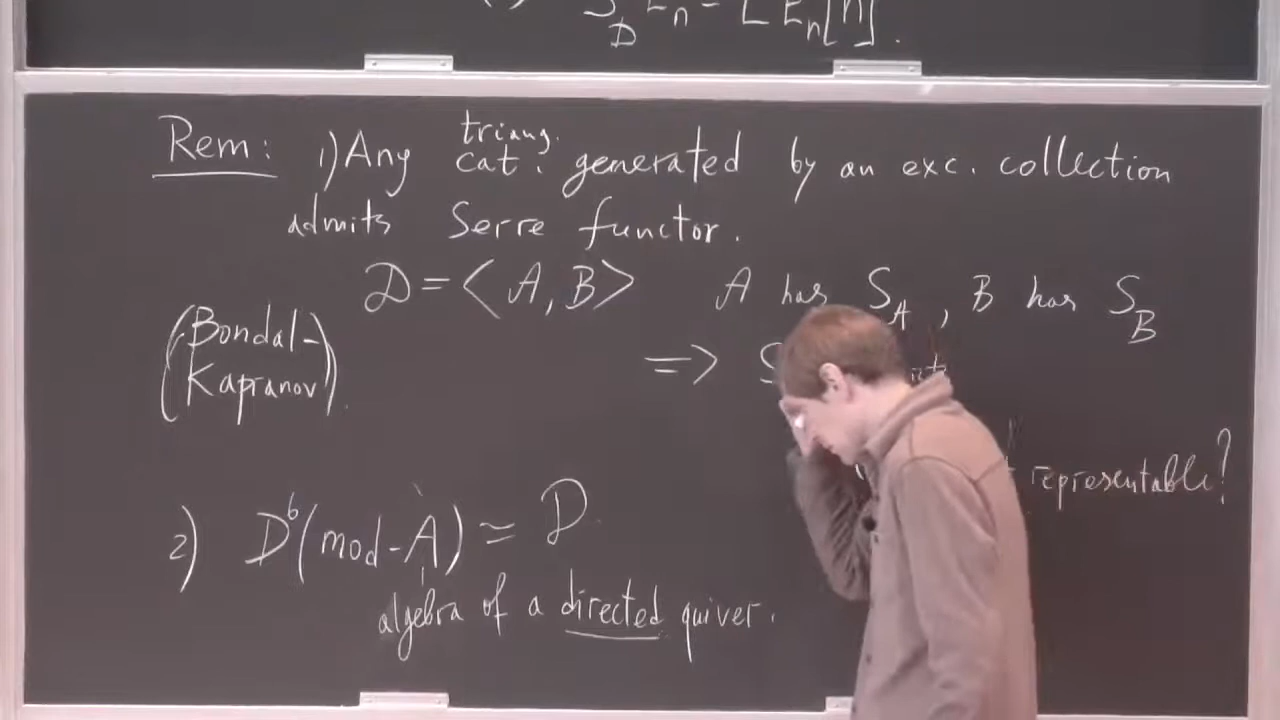 S_D E_n = L E_n[n].
Rem: 1) Any triang. cat. generated by an exc. collection
admits Serre functor.
D = < A, B > A has S_A, B has S_B
(Bondal-
Kapranov).
=> S
representable?
2) D^b(mod-A) ≃ D.
algebra of a directed quiver.